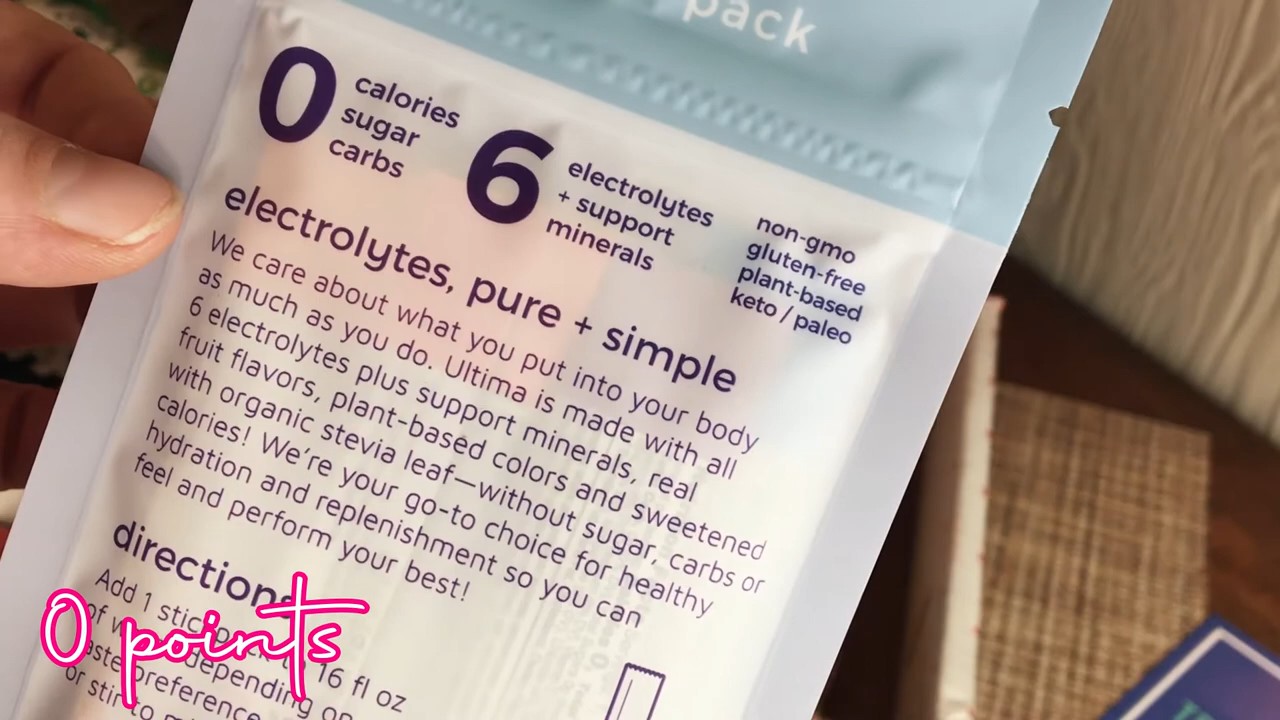 pack
0
calories
sugar
carbs
6
electrolytes
+ support
minerals
non-gmo
gluten-free
plant-based
keto / paleo
electrolytes, pure + simple
We care about what you put into your body
as much as you do. Ultima is made with all
6 electrolytes plus support minerals, real
fruit flavors, plant-based colors and sweetened
with organic stevia leaf—without sugar, carbs or
calories! We're your go-to choice for healthy
hydration and replenishment so you can
feel and perform your best!
directions
Add 1 stick 16 fl oz
of depending on
preference
or stir to
0 points